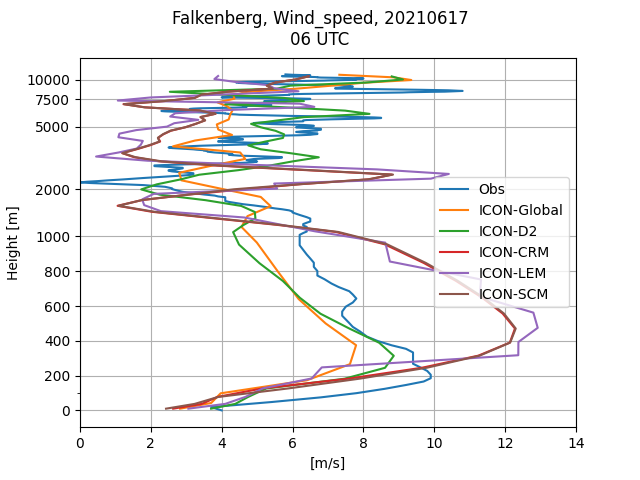 Falkenberg, Wind_speed, 20210617
06 UTC
10000
7500
5000
2000
1000
800
600
400
200
0
Height [m]
Obs
ICON-Global
ICON-D2
ICON-CRM
ICON-LEM
ICON-SCM
0 2 4 6 8 10 12 14
[m/s]